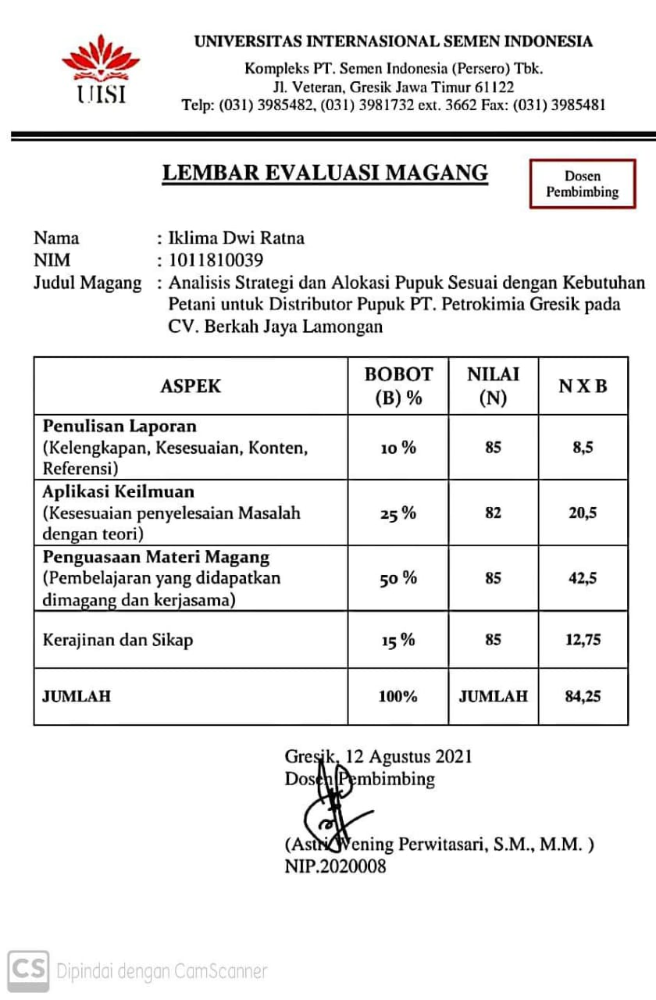 UISI
UNIVERSITAS INTERNASIONAL SEMEN INDONESIA
Kompleks PT. Semen Indonesia (Persero) Tbk.
Jl. Veteran, Gresik Jawa Timur 61122
Telp: (031) 3985482, (031) 3981732 ext. 3662 Fax: (031) 3985481
LEMBAR EVALUASI MAGANG
Dosen
Pembimbing
Nama : Iklima Dwi Ratna
NIM : 1011810039
Judul Magang : Analisis Strategi dan Alokasi Pupuk Sesuai dengan Kebutuhan
Petani untuk Distributor Pupuk PT. Petrokimia Gresik pada
CV. Berkah Jaya Lamongan
ASPEK BOBOT (B) % NILAI (N) N X B
Penulisan Laporan
(Kelengkapan, Kesesuaian, Konten,
Referensi) 10 % 85 8,5
Aplikasi Keilmuan
(Kesesuaian penyelesaian Masalah
dengan teori) 25 % 82 20,5
Penguasaan Materi Magang
(Pembelajaran yang didapatkan
dimagang dan kerjasama) 50 % 85 42,5
Kerajinan dan Sikap 15 % 85 12,75
JUMLAH 100% JUMLAH 84,25
Gresik, 12 Agustus 2021
Dosen Pembimbing
(Astri Wening Perwitasari, S.M., M.M. )
NIP.2020008
CS Dipindai dengan CamScanner